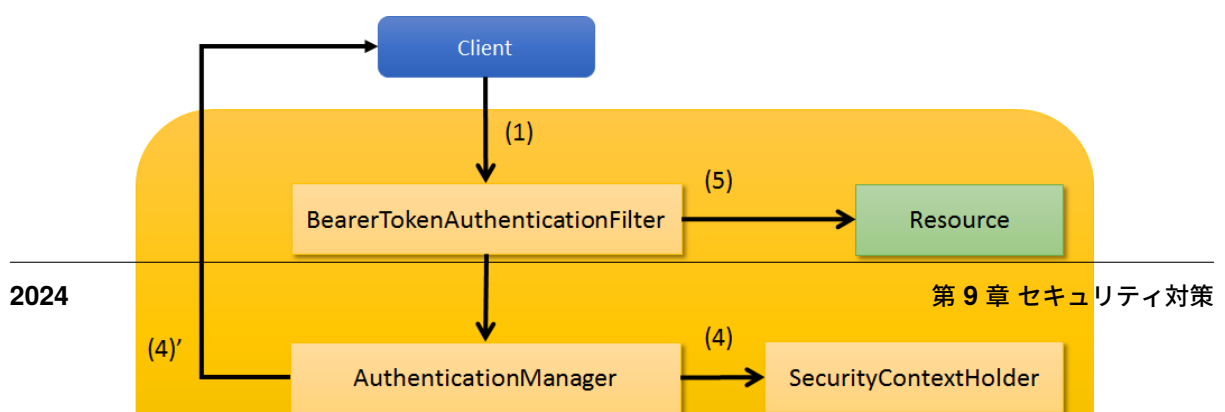 Client
(1)
(5)
BearerTokenAuthenticationFilter
Resource
2024
第 9 章 セキュリティ対策
(4)'
(4)
AuthenticationManager
SecurityContextHolder